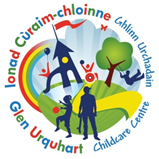 Ionad Cùraim-chloinne
Ghlinn Urchadain
Glen Urquhart
Childcare Centre